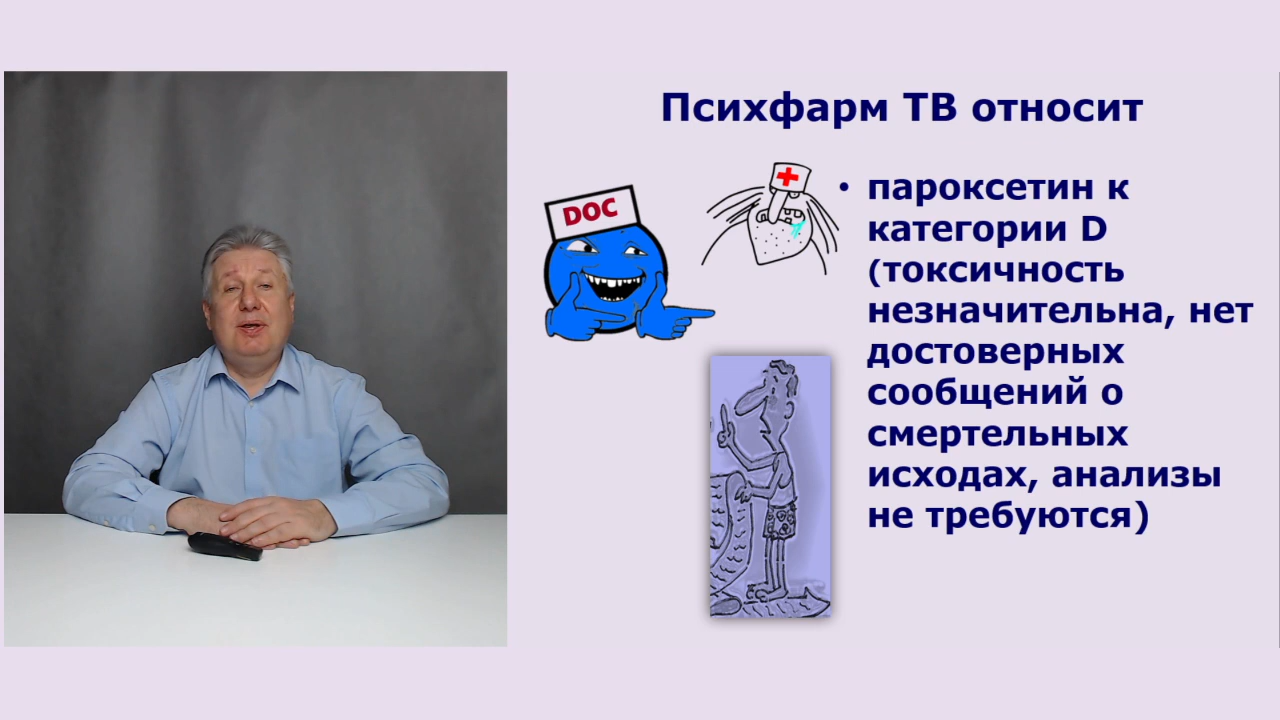 Психфарм ТВ относит
DOC
• пароксетин к
категории D
(токсичность
незначительна, нет
достоверных
сообщений о
смертельных
исходах, анализы
не требуются)